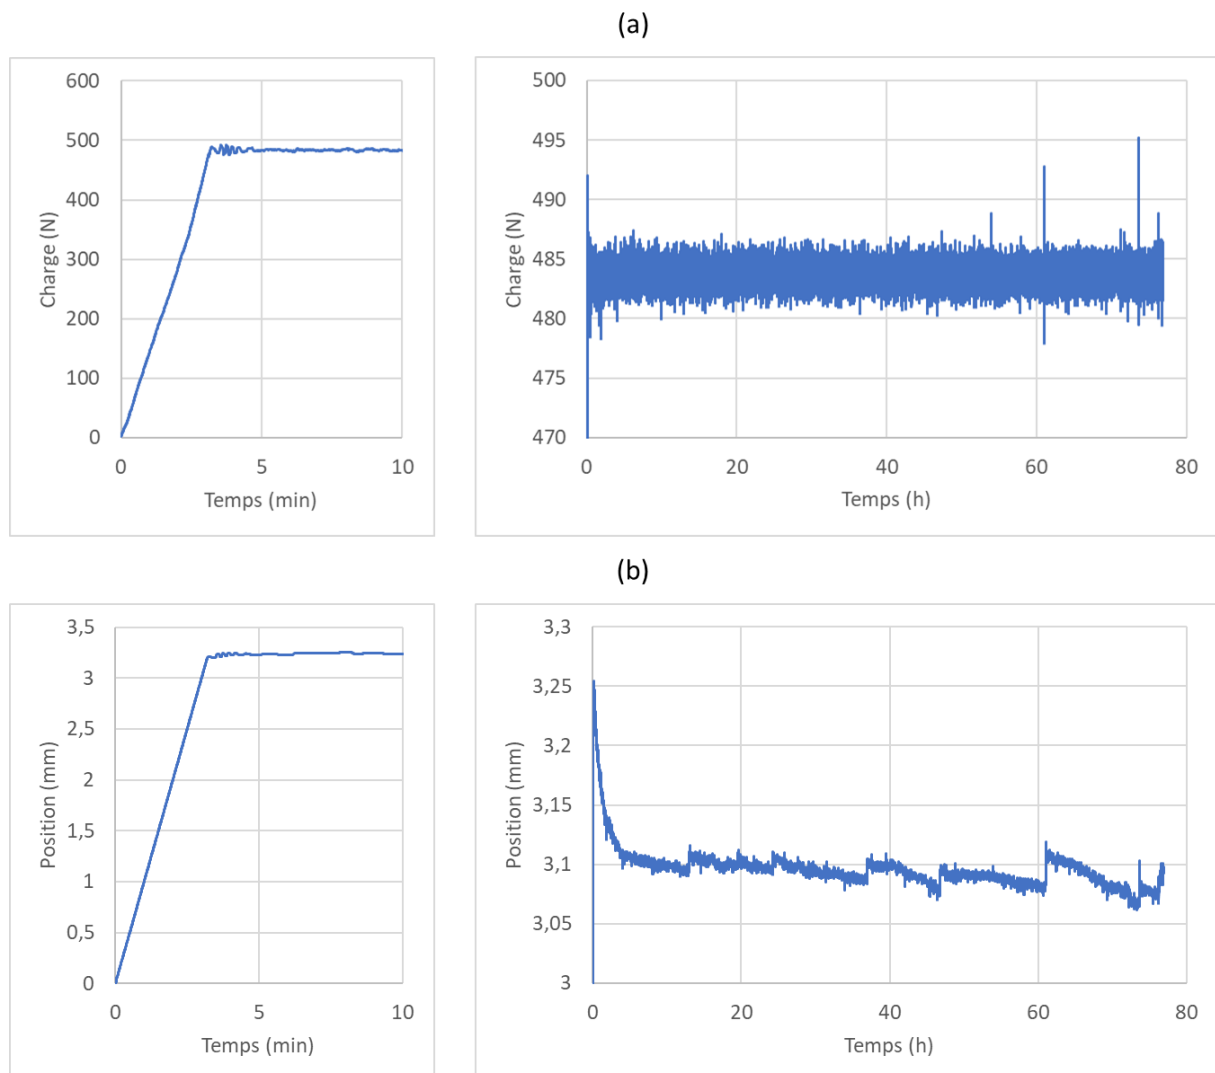 (a)
600
500
400
300
200
100
0
Charge (N)
0 5 10
Temps (min)
500
495
490
485
480
475
470
Charge (N)
0 20 40 60 80
Temps (h)
(b)
3,5
3
2,5
2
1,5
1
0,5
0
Position (mm)
0 5 10
Temps (min)
3,3
3,25
3,2
3,15
3,1
3,05
3
Position (mm)
0 20 40 60 80
Temps (h)